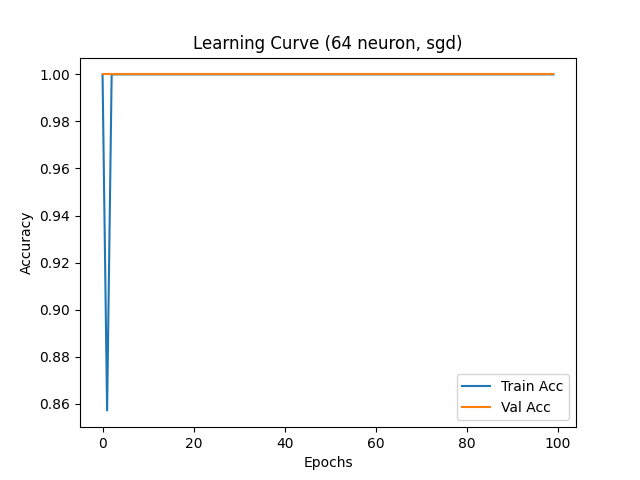 Learning Curve (64 neuron, sgd)
1.00
0.98
0.96
0.94
0.92
0.90
0.88
0.86
Accuracy
0 20 40 60 80 100
Epochs
Train Acc
Val Acc